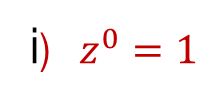 i) z⁰ = 1